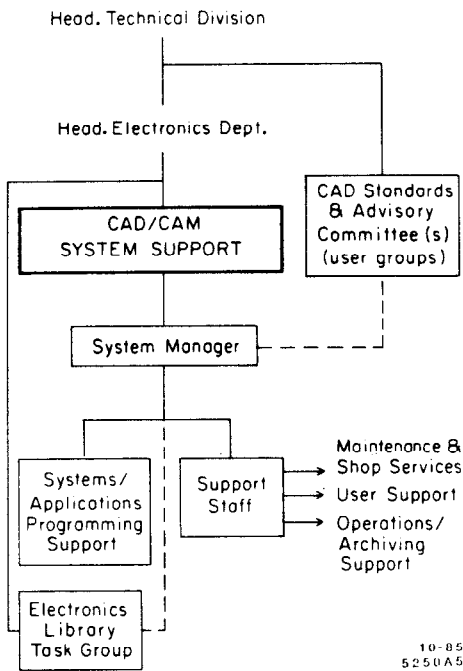 Head. Technical Division
Head. Electronics Dept.
CAD/CAM
SYSTEM SUPPORT
CAD Standards
& Advisory
Committee(s)
(user groups)
System Manager
Systems/
Applications
Programming
Support
Support
Staff
Maintenance &
Shop Services
User Support
Operations/
Archiving
Support
Electronics
Library
Task Group
10-85
5250A5